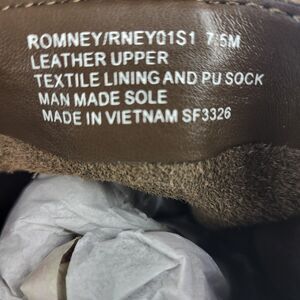 ROMNEY/RNEY01S1 7.5M
LEATHER UPPER
TEXTILE LINING AND PU SOCK
MAN MADE SOLE
MADE IN VIETNAM SF3326